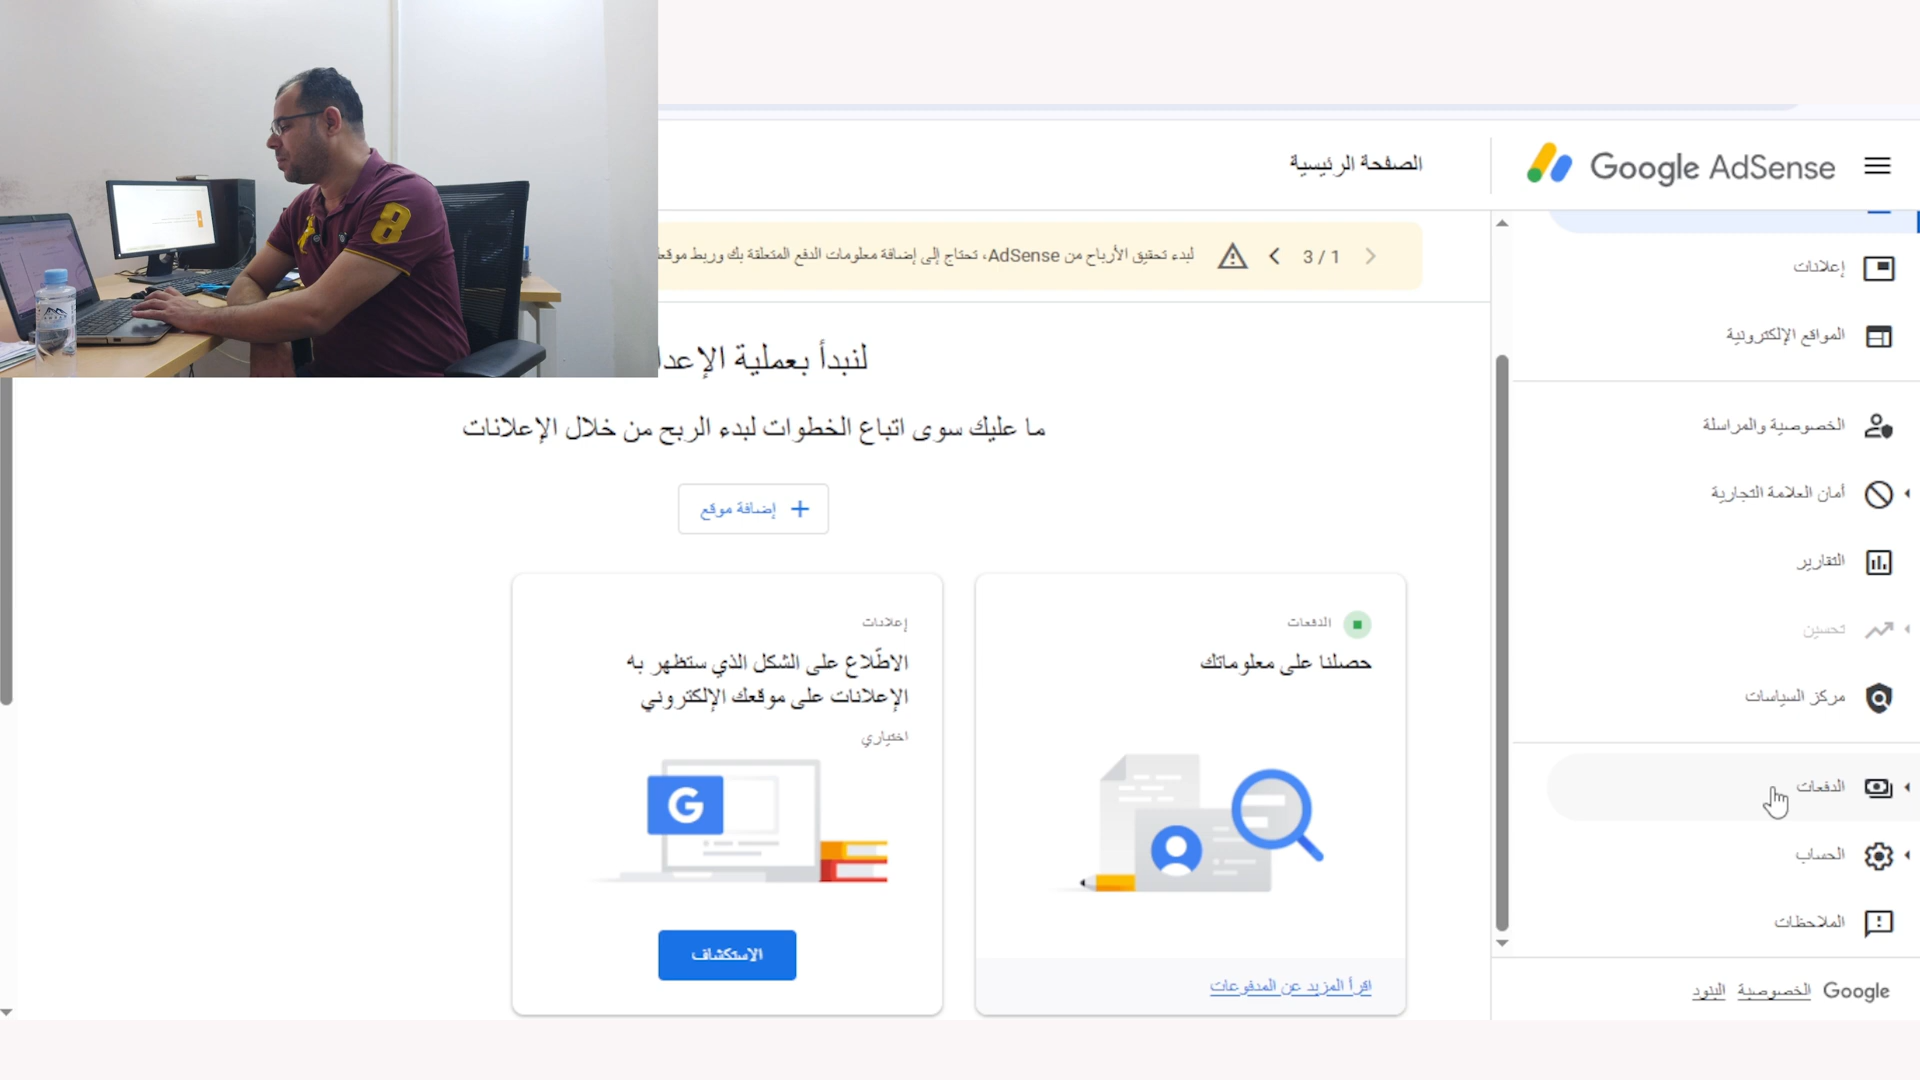 Google AdSense
الصفحة الرئيسية
لبدء تحقيق الأرباح من AdSense، تحتاج إلى إضافة معلومات الدفع المتعلقة بك وربط
3 / 1
إعلانات
المواقع الإلكترونية
الخصوصية والمراسلة
أمان العلامة التجارية
التقارير
تحسين
مركز السياسات
الدفعات
الحساب
الملاحظات
Google الخصوصية البنود
لنبدأ بعملية
ما عليك سوى اتباع الخطوات لبدء الربح من خلال الإعلانات
إضافة موقع
الدفعات
حصلنا على معلوماتك
اقرأ المزيد عن المدفوعات
إعلانات
الاطّلاع على الشكل الذي ستظهر به
الإعلانات على موقعك الإلكتروني
اختياري
G
الاستكشاف
8